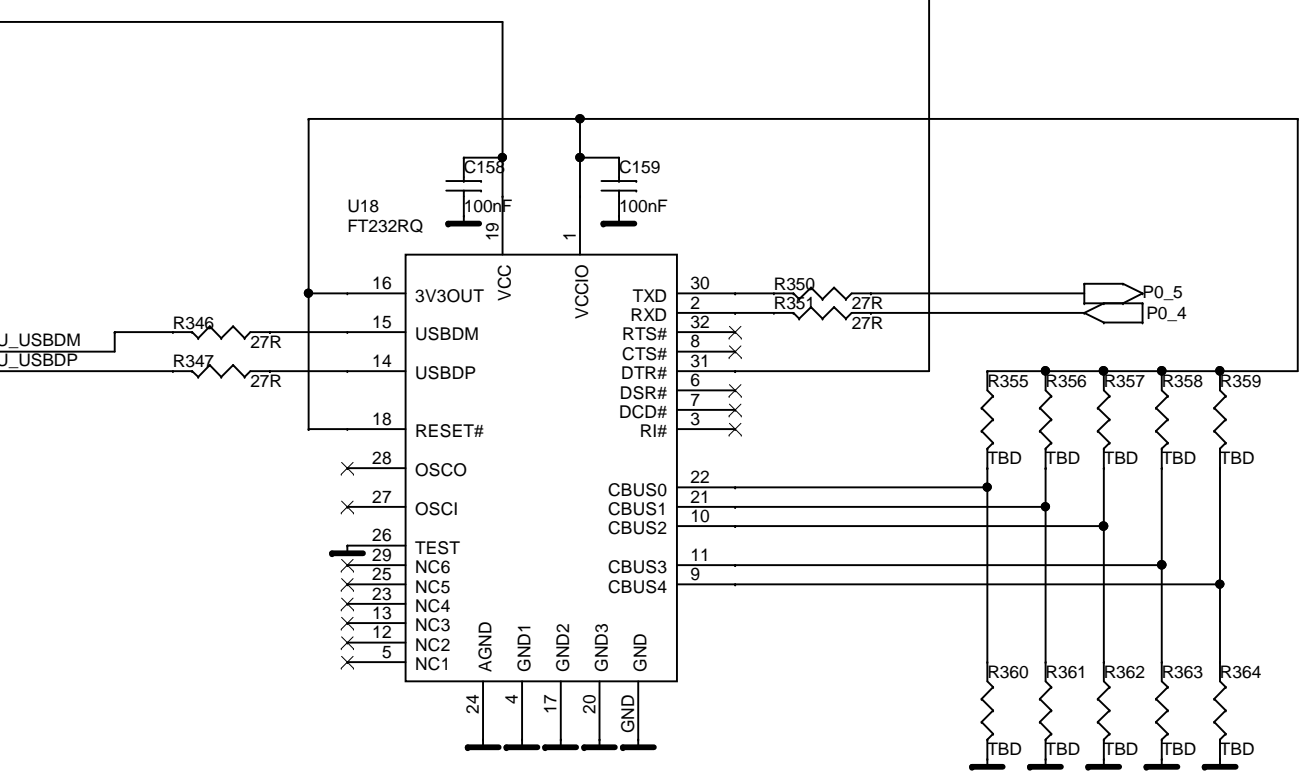 C158
100nF
C159
100nF
U18
FT232RQ
19
1
VCC
VCCIO
16
3V3OUT
15
USBDM
14
USBDP
18
RESET#
28
OSCO
27
OSCI
26
TEST
29
NC6
25
NC5
23
NC4
13
NC3
12
NC2
5
NC1
R346
27R
R347
27R
U_USBDM
U_USBDP
TXD
30
RXD
2
RTS#
32
CTS#
8
DTR#
31
DSR#
6
DCD#
7
RI#
3
R350
27R
R351
27R
P0_5
P0_4
CBUS0
22
CBUS1
21
CBUS2
10
CBUS3
11
CBUS4
9
AGND
GND1
GND2
GND3
GND
24
4
17
20
GND
R355 R356 R357 R358 R359
TBD TBD TBD TBD TBD
R360 R361 R362 R363 R364
TBD TBD TBD TBD TBD